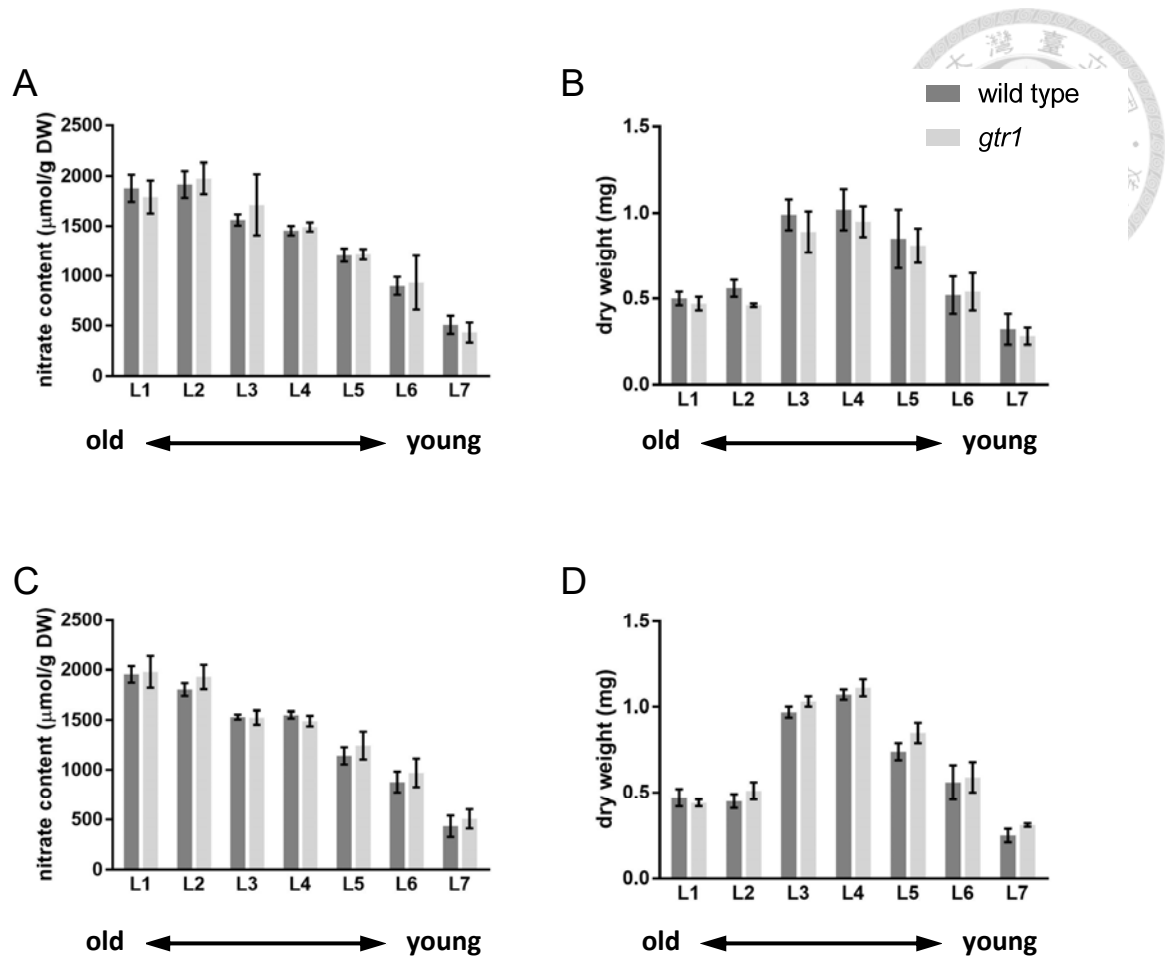 A
nitrate content (μmol/g DW)
2500
2000
1500
1000
500
0
L1 L2 L3 L4 L5 L6 L7
old young
B
wild type
gtr1
dry weight (mg)
1.5
1.0
0.5
0.0
L1 L2 L3 L4 L5 L6 L7
old young
C
nitrate content (μmol/g DW)
2500
2000
1500
1000
500
0
L1 L2 L3 L4 L5 L6 L7
old young
D
dry weight (mg)
1.5
1.0
0.5
0.0
L1 L2 L3 L4 L5 L6 L7
old young
大灣臺